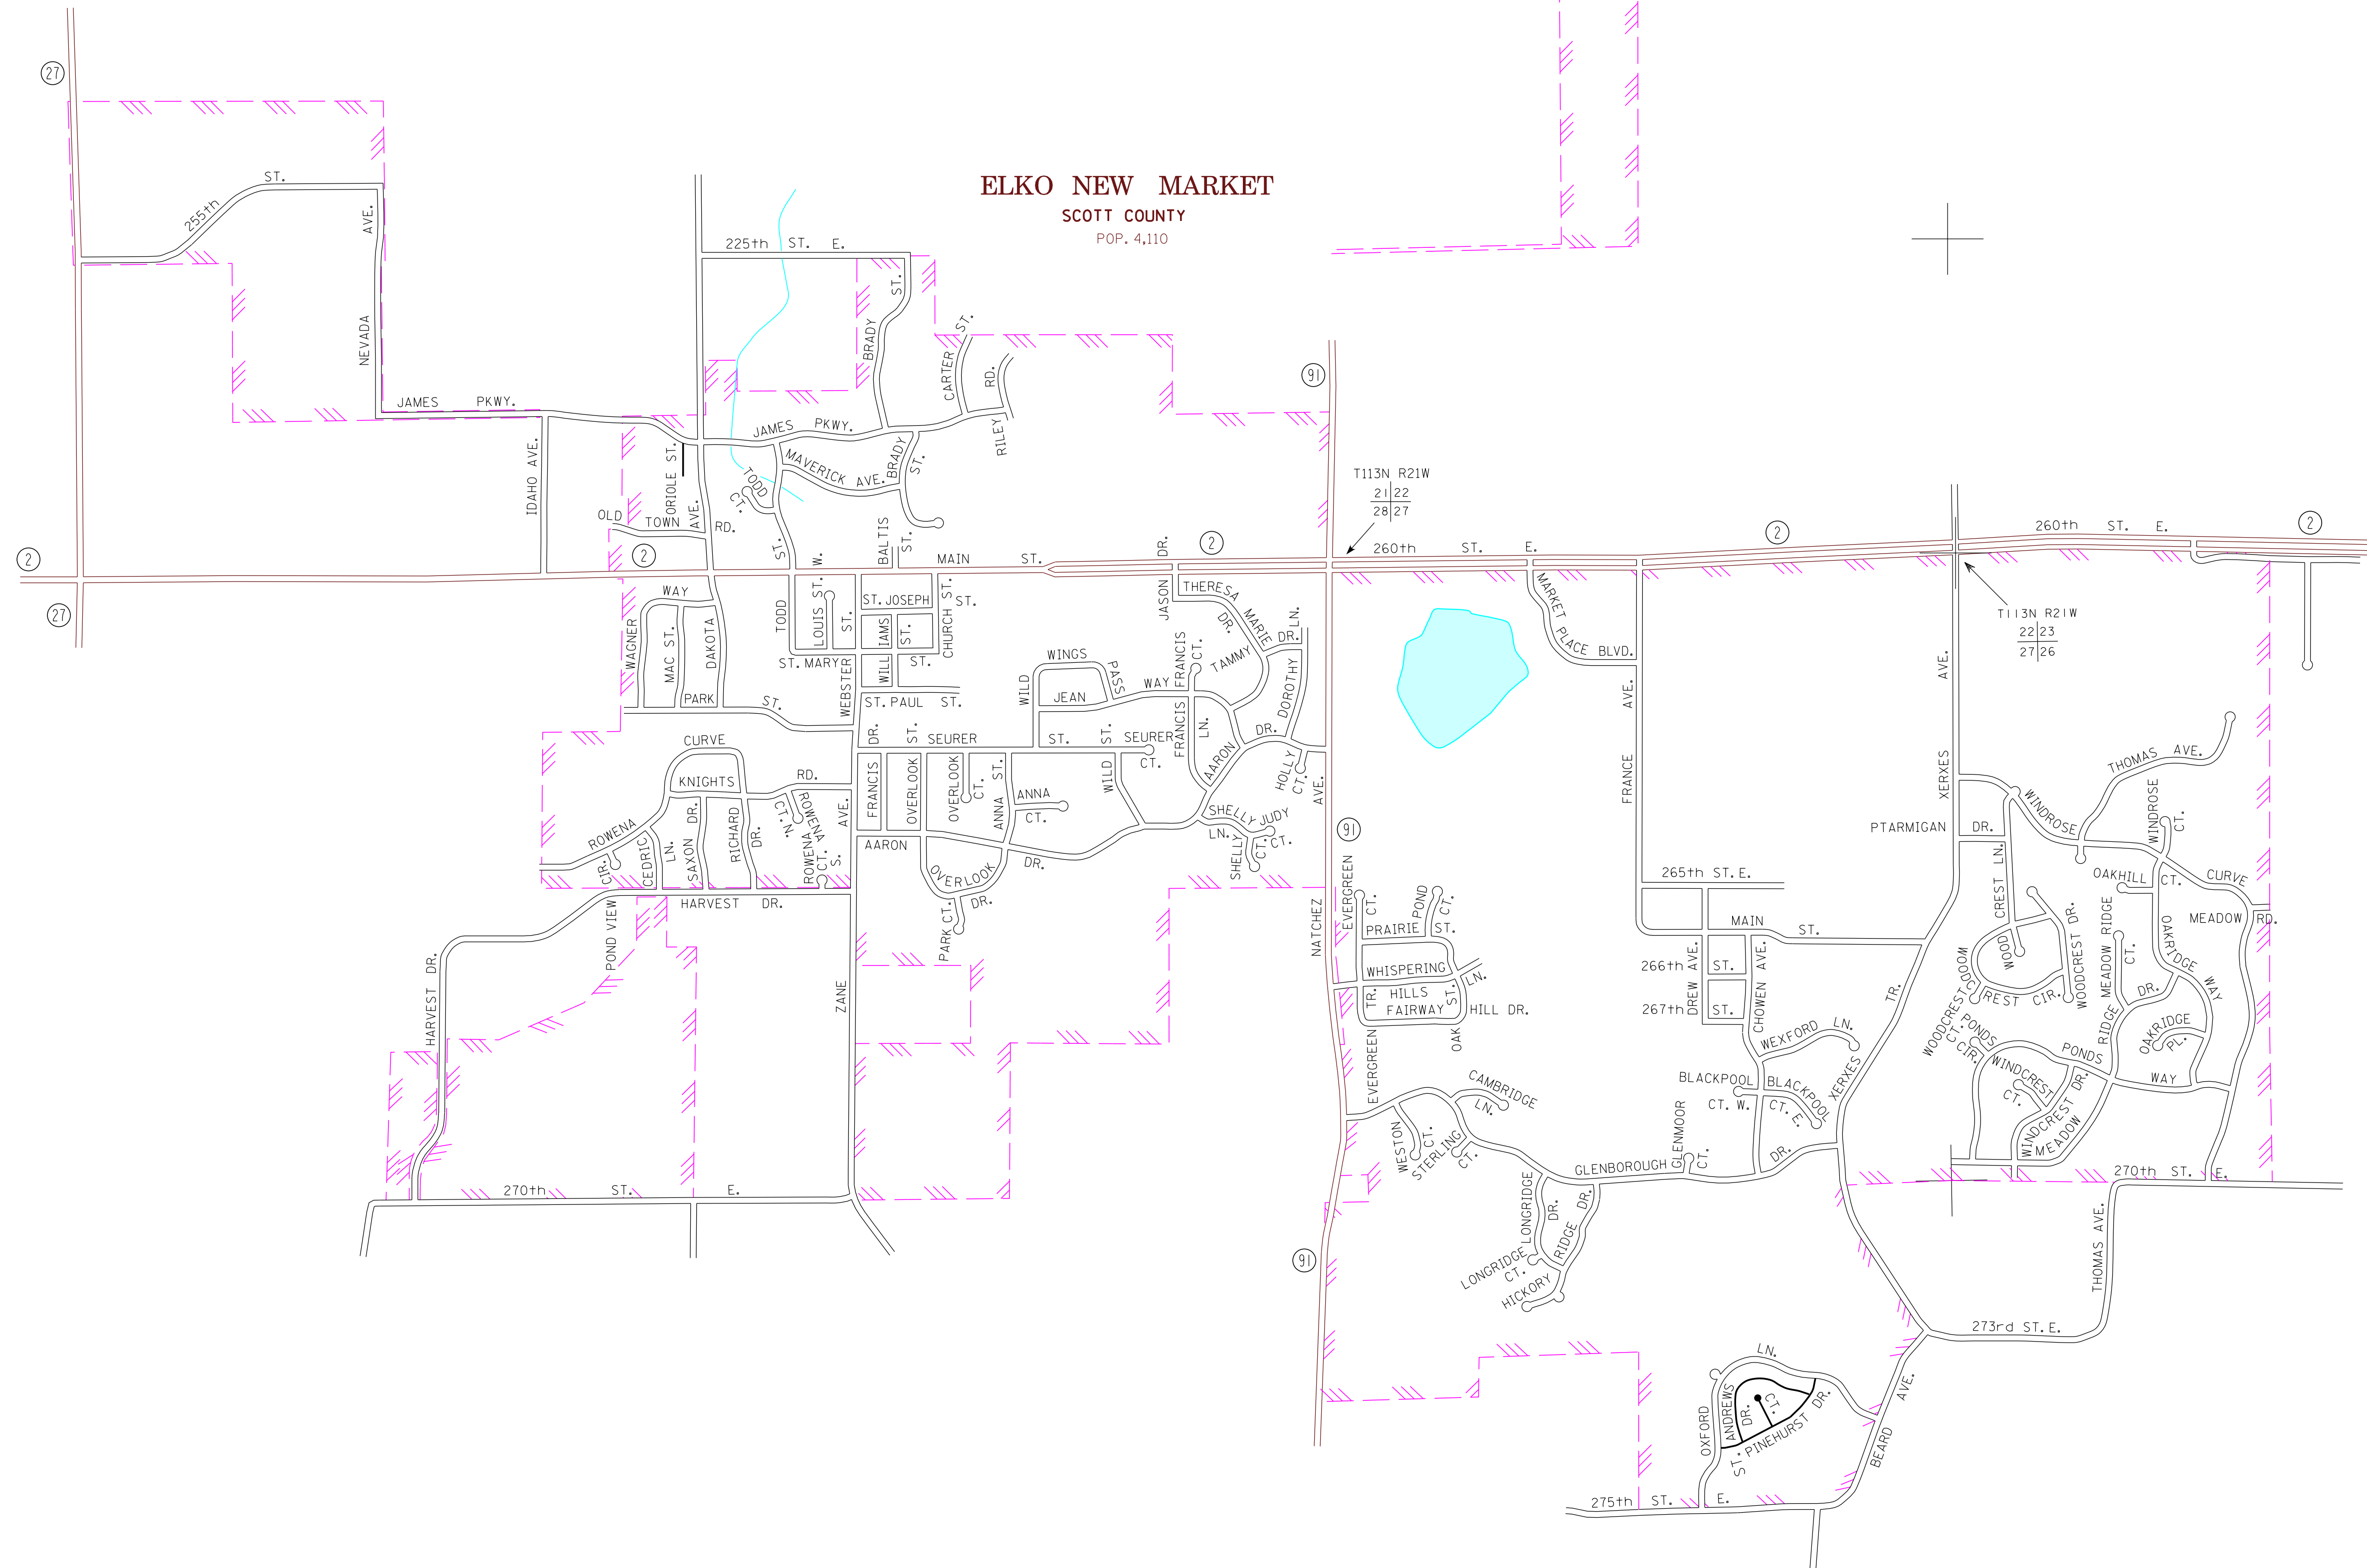 ELKO NEW MARKET
SCOTT COUNTY
POP. 4,110
27
255th ST.
NEVADA AVE.
JAMES PKWY.
225th ST. E.
BRADY ST.
CARTER ST.
RILEY RD.
JAMES PKWY.
IDAHO AVE.
ORIOLE ST.
MAVERICK AVE.
BRADY ST.
TODD CT.
OLD TOWN RD.
AVE.
91
T113N R21W
21 22
28 27
2
2
27
TODD ST.
W.
BALTIS ST.
MAIN ST.
JASON DR.
2
260th ST. E.
2
260th ST. E.
2
T113N R21W
22 23
27 26
WAGNER WAY
MAC ST.
DAKOTA
PARK ST.
LOUIS ST.
ST. JOSEPH ST.
WILLIAMS ST.
CHURCH ST.
ST. MARY ST.
WEBSTER ST.
ST. PAUL ST.
THERESA MARIE DR.
TAMMY DR.
DOROTHY LN.
FRANCIS CT.
WILD WINGS PASS
JEAN WAY
FRANCIS LN.
MARKET PLACE BLVD.
FRANCE AVE.
XERXES AVE.
CURVE
KNIGHTS RD.
ROWENA
CIR.
CEDRIC LN.
SAXON DR.
RICHARD DR.
ROWENA CT. N.
ROWENA CT. S.
FRANCIS DR.
OVERLOOK ST.
SEURER ST.
SEURER CT.
OVERLOOK CT.
ANNA ST.
ANNA CT.
WILD ST.
AARON DR.
HOLLY CT.
SHELLY LN.
JUDY CT.
SHELLY CT.
AARON DR.
OVERLOOK DR.
PARK CT.
HARVEST DR.
POND VIEW
HARVEST DR.
ZANE AVE.
270th ST. E.
NATCHEZ AVE.
91
EVERGREEN CT.
POND CT.
PRAIRIE ST.
WHISPERING HILLS LN.
FAIRWAY HILL DR.
OAK ST.
EVERGREEN TR.
265th ST. E.
MAIN ST.
266th ST.
267th ST.
DREW AVE.
CHOWEN AVE.
WEXFORD LN.
BLACKPOOL CT. W.
BLACKPOOL CT. E.
XERXES TR.
CAMBRIDGE LN.
WESTON CT.
STERLING CT.
GLENBOROUGH DR.
GLENMOOR CT.
LONGRIDGE DR.
LONGRIDGE CT.
HICKORY RIDGE DR.
91
THOMAS AVE.
WINDROSE CURVE
WINDROSE CT.
PTARMIGAN DR.
WOOD CREST LN.
OAKHILL CT.
MEADOW RD.
OAKRIDGE WAY
MEADOW RIDGE CT.
WOODCREST DR.
WOODCREST CIR.
WOODCREST CT.
PONDS CIR.
RIDGE DR.
OAKRIDGE PL.
PONDS WAY
WINDCREST CT.
WINDCREST DR.
MEADOW
270th ST. E.
THOMAS AVE.
273rd ST. E.
BEARD AVE.
LN.
OXFORD
ST. ANDREWS DR.
CT.
PINEHURST DR.
275th ST. E.